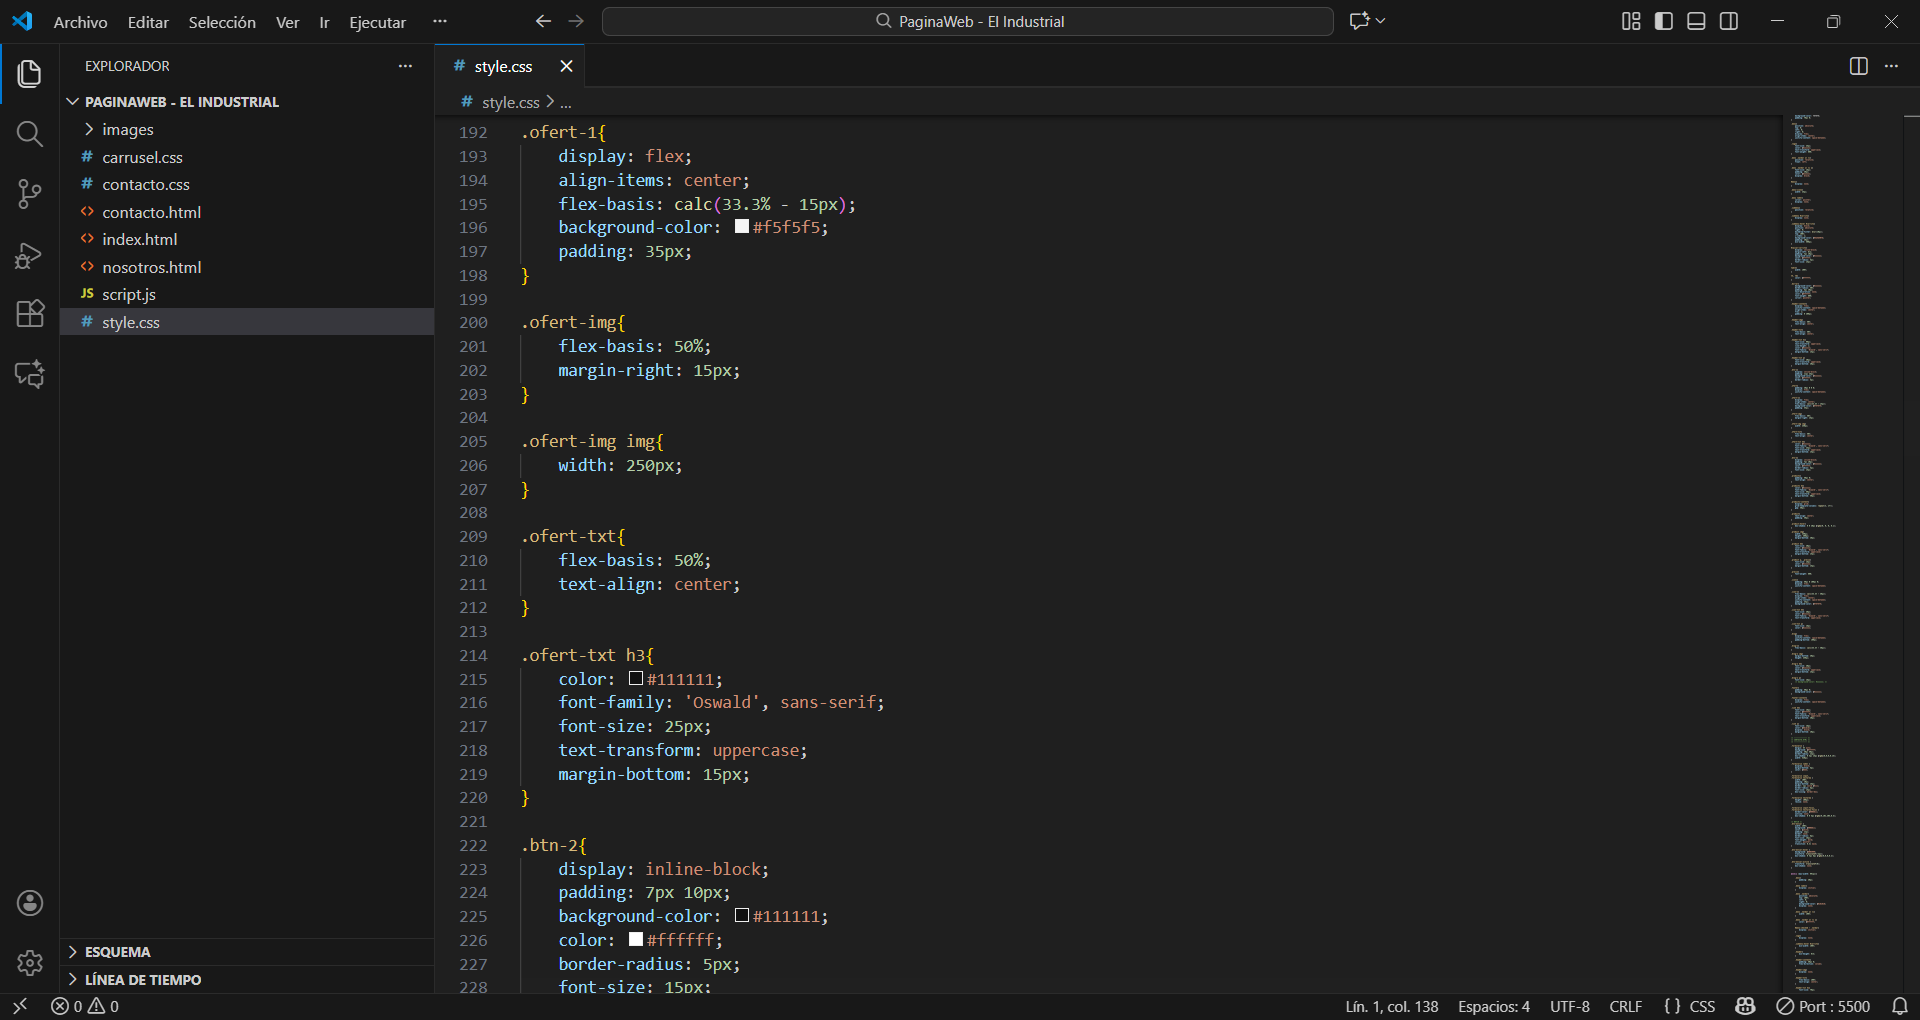 Archivo Editar Selección Ver Ir Ejecutar ···
PaginaWeb - El Industrial
EXPLORADOR ···
PAGINAWEB - EL INDUSTRIAL
images
# carrusel.css
# contacto.css
<> contacto.html
<> index.html
<> nosotros.html
JS script.js
# style.css
ESQUEMA
LÍNEA DE TIEMPO
# style.css
···
# style.css > ...
192 .ofert-1{
193 display: flex;
194 align-items: center;
195 flex-basis: calc(33.3% - 15px);
196 background-color: #f5f5f5;
197 padding: 35px;
198 }
199
200 .ofert-img{
201 flex-basis: 50%;
202 margin-right: 15px;
203 }
204
205 .ofert-img img{
206 width: 250px;
207 }
208
209 .ofert-txt{
210 flex-basis: 50%;
211 text-align: center;
212 }
213
214 .ofert-txt h3{
215 color: #111111;
216 font-family: 'Oswald', sans-serif;
217 font-size: 25px;
218 text-transform: uppercase;
219 margin-bottom: 15px;
220 }
221
222 .btn-2{
223 display: inline-block;
224 padding: 7px 10px;
225 background-color: #111111;
226 color: #ffffff;
227 border-radius: 5px;
228 font-size: 15px;
0 0
Lín. 1, col. 138 Espacios: 4 UTF-8 CRLF {} CSS Port : 5500